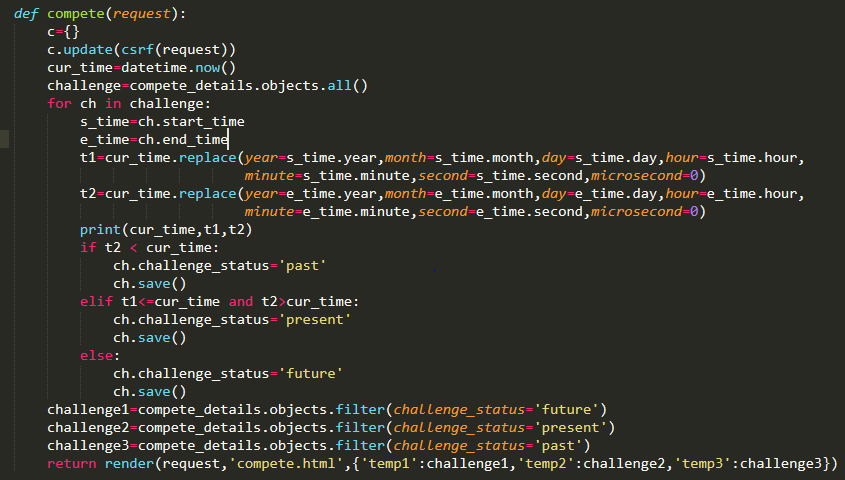 def compete(request):
    c={}
    c.update(csrf(request))
    cur_time=datetime.now()
    challenge=compete_details.objects.all()
    for ch in challenge:
        s_time=ch.start_time
        e_time=ch.end_time
        t1=cur_time.replace(year=s_time.year,month=s_time.month,day=s_time.day,hour=s_time.hour,
                            minute=s_time.minute,second=s_time.second,microsecond=0)
        t2=cur_time.replace(year=e_time.year,month=e_time.month,day=e_time.day,hour=e_time.hour,
                            minute=e_time.minute,second=e_time.second,microsecond=0)
        print(cur_time,t1,t2)
        if t2 < cur_time:
            ch.challenge_status='past'
            ch.save()
        elif t1<=cur_time and t2>cur_time:
            ch.challenge_status='present'
            ch.save()
        else:
            ch.challenge_status='future'
            ch.save()
    challenge1=compete_details.objects.filter(challenge_status='future')
    challenge2=compete_details.objects.filter(challenge_status='present')
    challenge3=compete_details.objects.filter(challenge_status='past')
    return render(request,'compete.html',{'temp1':challenge1,'temp2':challenge2,'temp3':challenge3})